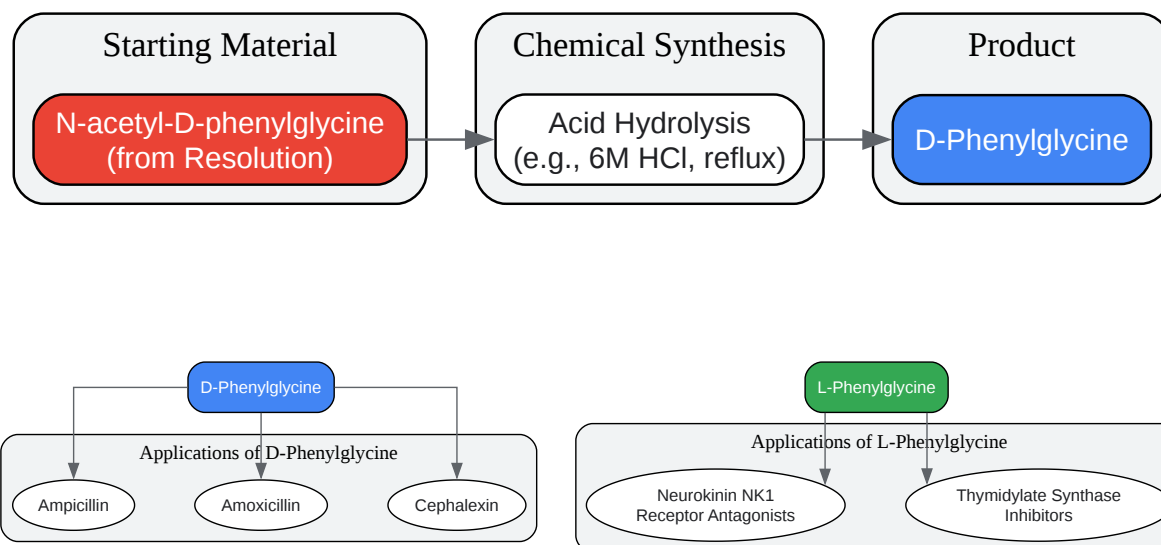 Starting Material
Chemical Synthesis
Product
N-acetyl-D-phenylglycine
(from Resolution)
Acid Hydrolysis
(e.g., 6M HCl, reflux)
D-Phenylglycine
D-Phenylglycine
L-Phenylglycine
Applications of D-Phenylglycine
Applications of L-Phenylglycine
Ampicillin
Amoxicillin
Cephalexin
Neurokinin NK1
Receptor Antagonists
Thymidylate Synthase
Inhibitors